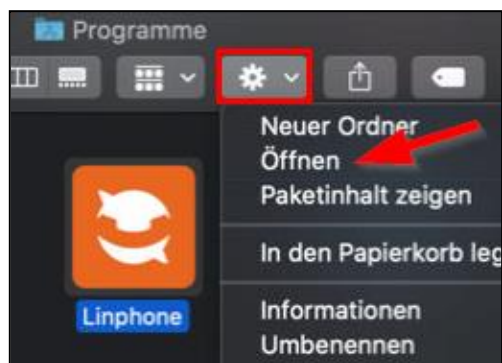 Programme
Neuer Ordner
Öffnen
Paketinhalt zeigen
In den Papierkorb leg
Linphone
Informationen
Umbenennen